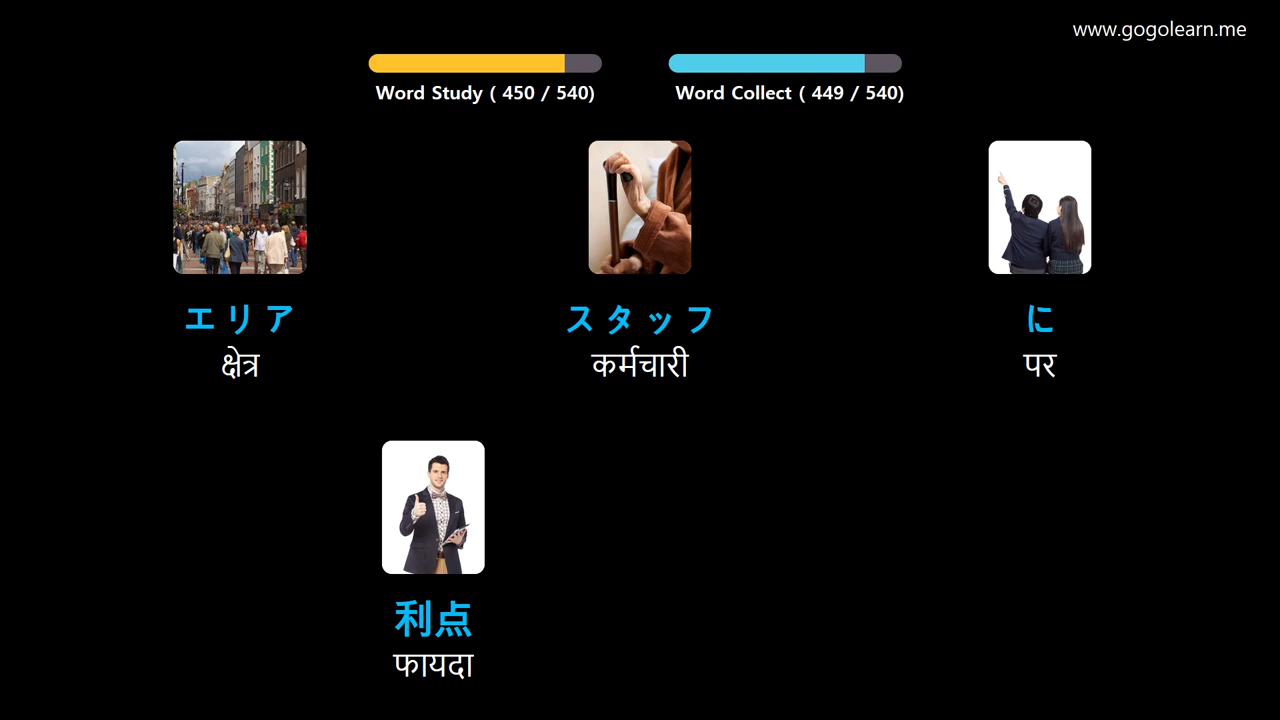 www.gogolearn.me
Word Study ( 450 / 540)
Word Collect ( 449 / 540)
エリア
क्षेत्र
スタッフ
कर्मचारी
に
पर
利点
फायदा